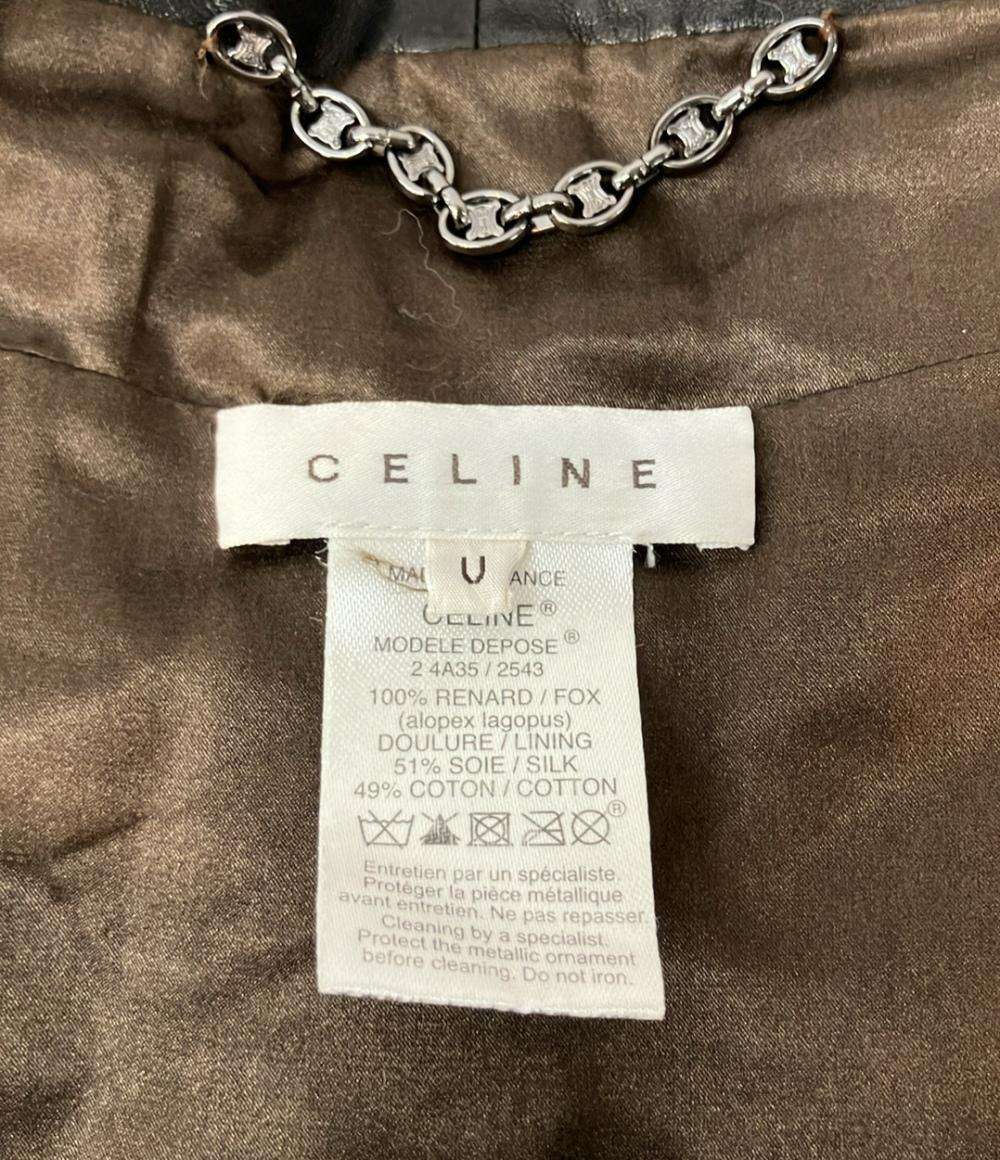 CELINE
U
MA ANCE
CELINE®
MODELE DEPOSE®
2 4A35 / 2543
100% RENARD / FOX
(alopex lagopus)
DOULURE / LINING
51% SOIE / SILK
49% COTON / COTTON
®
Entretien par un spécialiste.
Protéger la pièce métallique
avant entretien. Ne pas repasser.
Cleaning by a specialist.
Protect the metallic ornament
before cleaning. Do not iron.